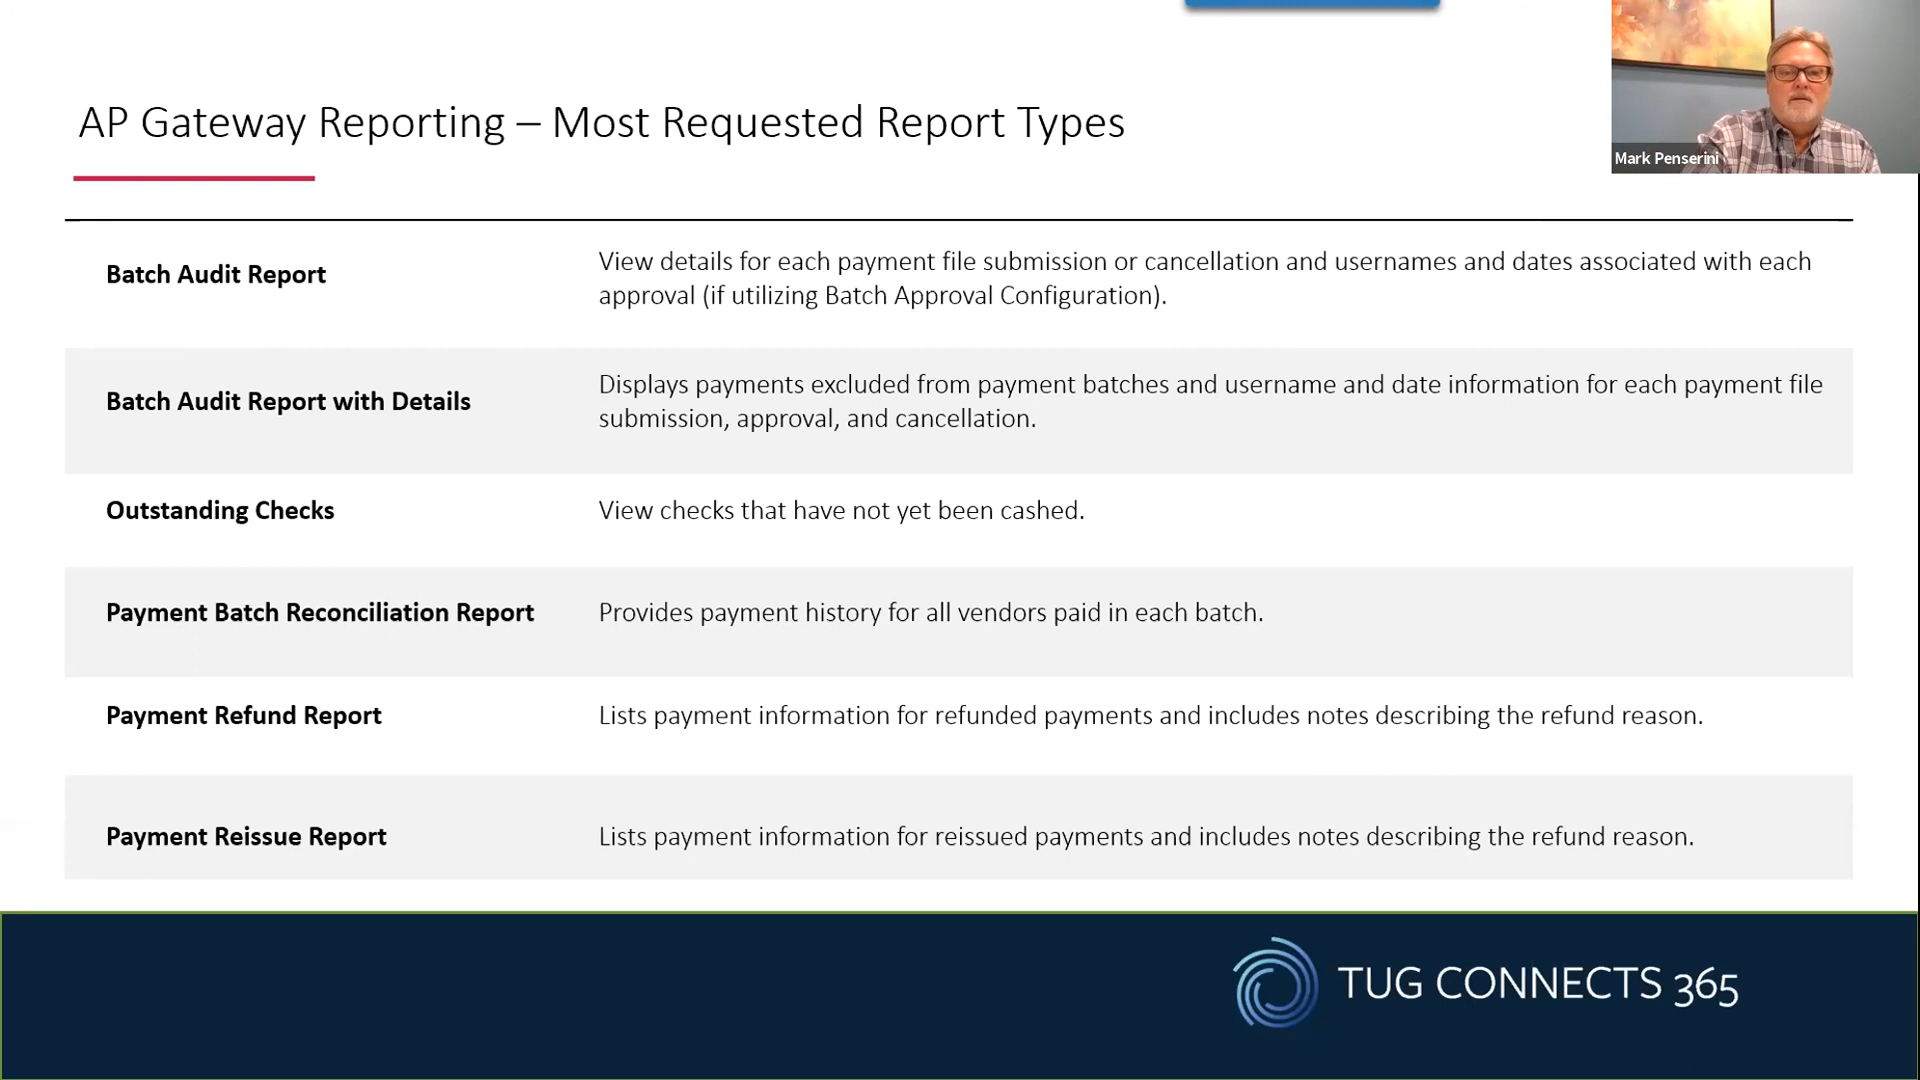 AP Gateway Reporting – Most Requested Report Types
Mark Penserini
Batch Audit Report
View details for each payment file submission or cancellation and usernames and dates associated with each
approval (if utilizing Batch Approval Configuration).
Batch Audit Report with Details
Displays payments excluded from payment batches and username and date information for each payment file
submission, approval, and cancellation.
Outstanding Checks
View checks that have not yet been cashed.
Payment Batch Reconciliation Report
Provides payment history for all vendors paid in each batch.
Payment Refund Report
Lists payment information for refunded payments and includes notes describing the refund reason.
Payment Reissue Report
Lists payment information for reissued payments and includes notes describing the refund reason.
TUG CONNECTS 365